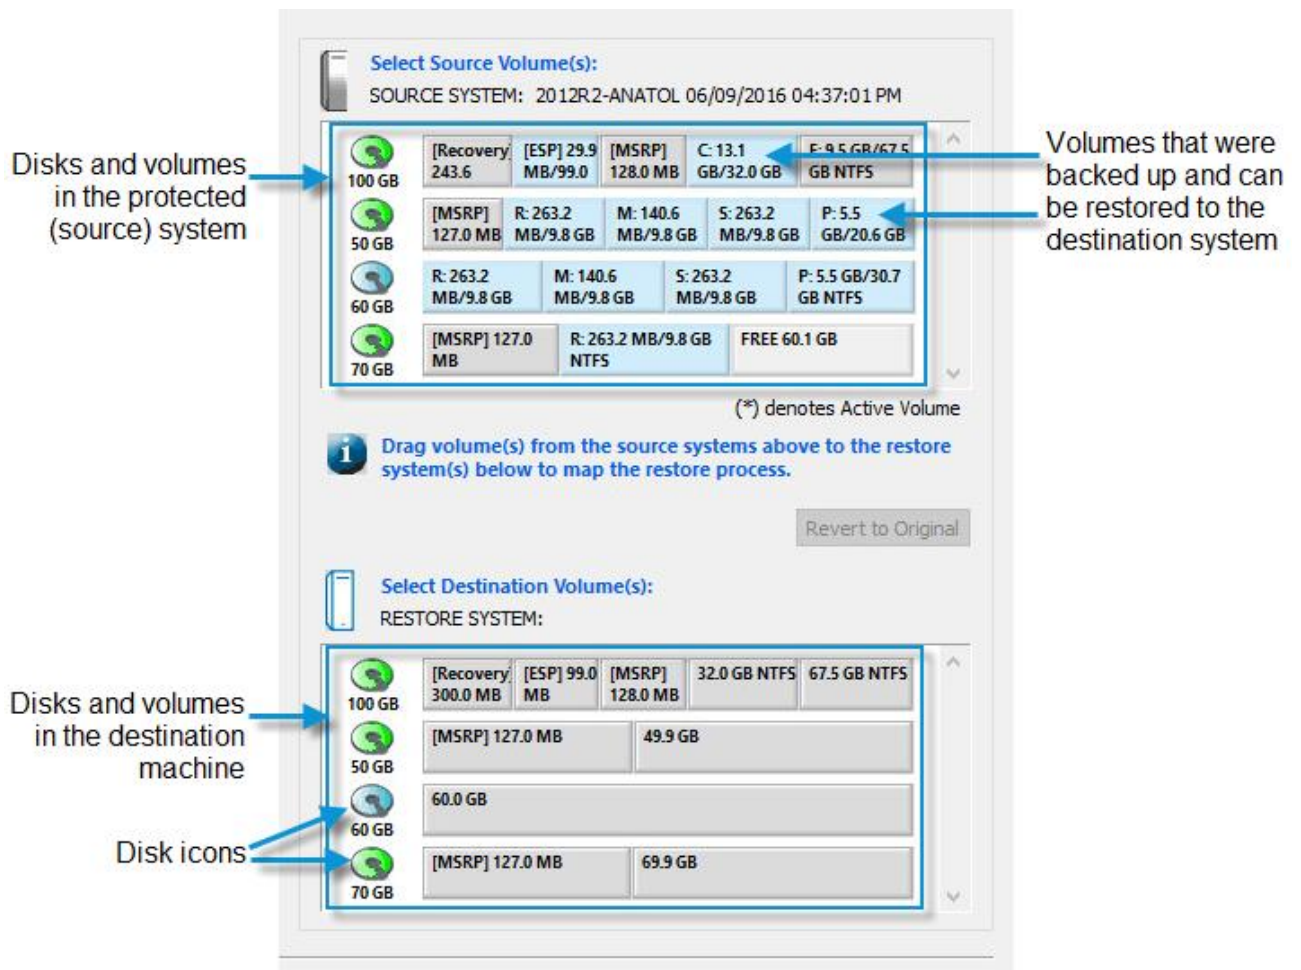 Select Source Volume(s):
SOURCE SYSTEM: 2012R2-ANATOL 06/09/2016 04:37:01 PM
Disks and volumes
in the protected
(source) system
100 GB
[Recovery]
243.6
[ESP] 29.9
MB/99.0
[MSRP]
128.0 MB
C: 13.1
GB/32.0 GB
E: 9.5 GB/67.5
GB NTFS
50 GB
[MSRP]
127.0 MB
R: 263.2
MB/9.8 GB
M: 140.6
MB/9.8 GB
S: 263.2
MB/9.8 GB
P: 5.5
GB/20.6 GB
60 GB
R: 263.2
MB/9.8 GB
M: 140.6
MB/9.8 GB
S: 263.2
MB/9.8 GB
P: 5.5 GB/30.7
GB NTFS
70 GB
[MSRP] 127.0
MB
R: 263.2 MB/9.8 GB
NTFS
FREE 60.1 GB
Volumes that were
backed up and can
be restored to the
destination system
(*) denotes Active Volume
Drag volume(s) from the source systems above to the restore
system(s) below to map the restore process.
Revert to Original
Select Destination Volume(s):
RESTORE SYSTEM:
Disks and volumes
in the destination
machine
Disk icons
100 GB
[Recovery]
300.0 MB
[ESP] 99.0
MB
[MSRP]
128.0 MB
32.0 GB NTFS
67.5 GB NTFS
50 GB
[MSRP] 127.0 MB
49.9 GB
60 GB
60.0 GB
70 GB
[MSRP] 127.0 MB
69.9 GB